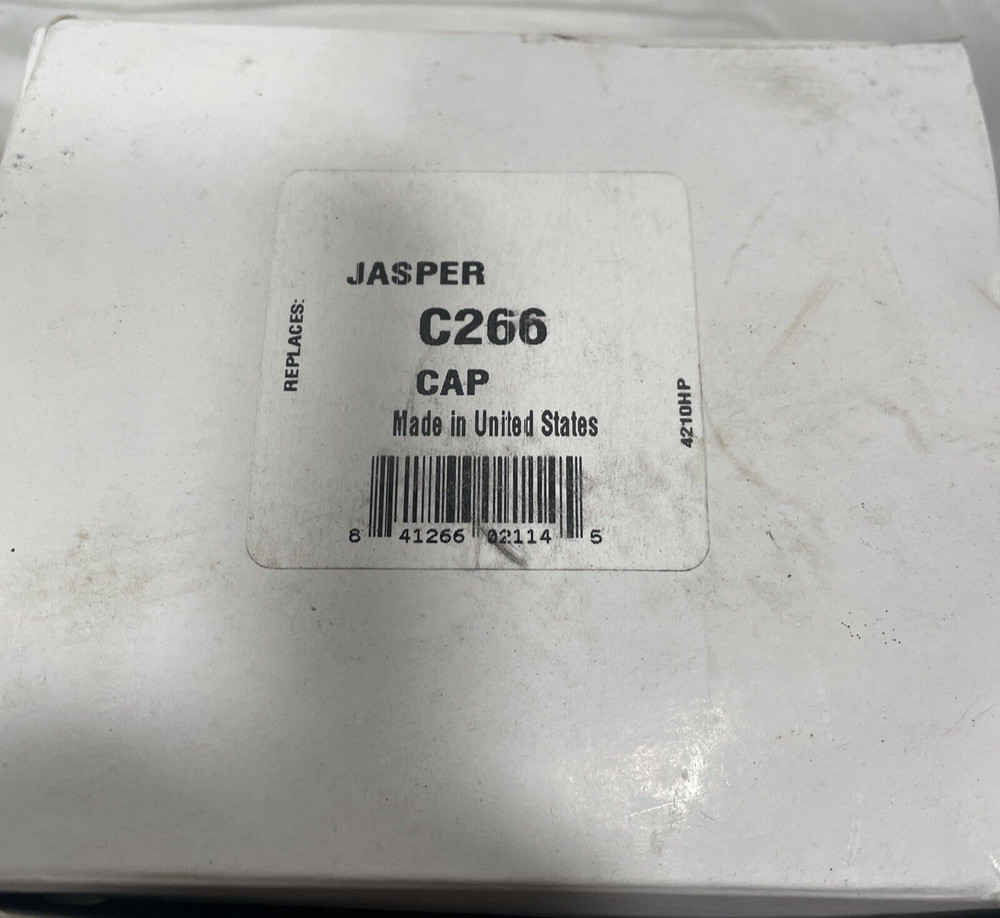 JASPER
C266
CAP
Made in United States
REPLACES:
4210HP
8 41266 02114 5